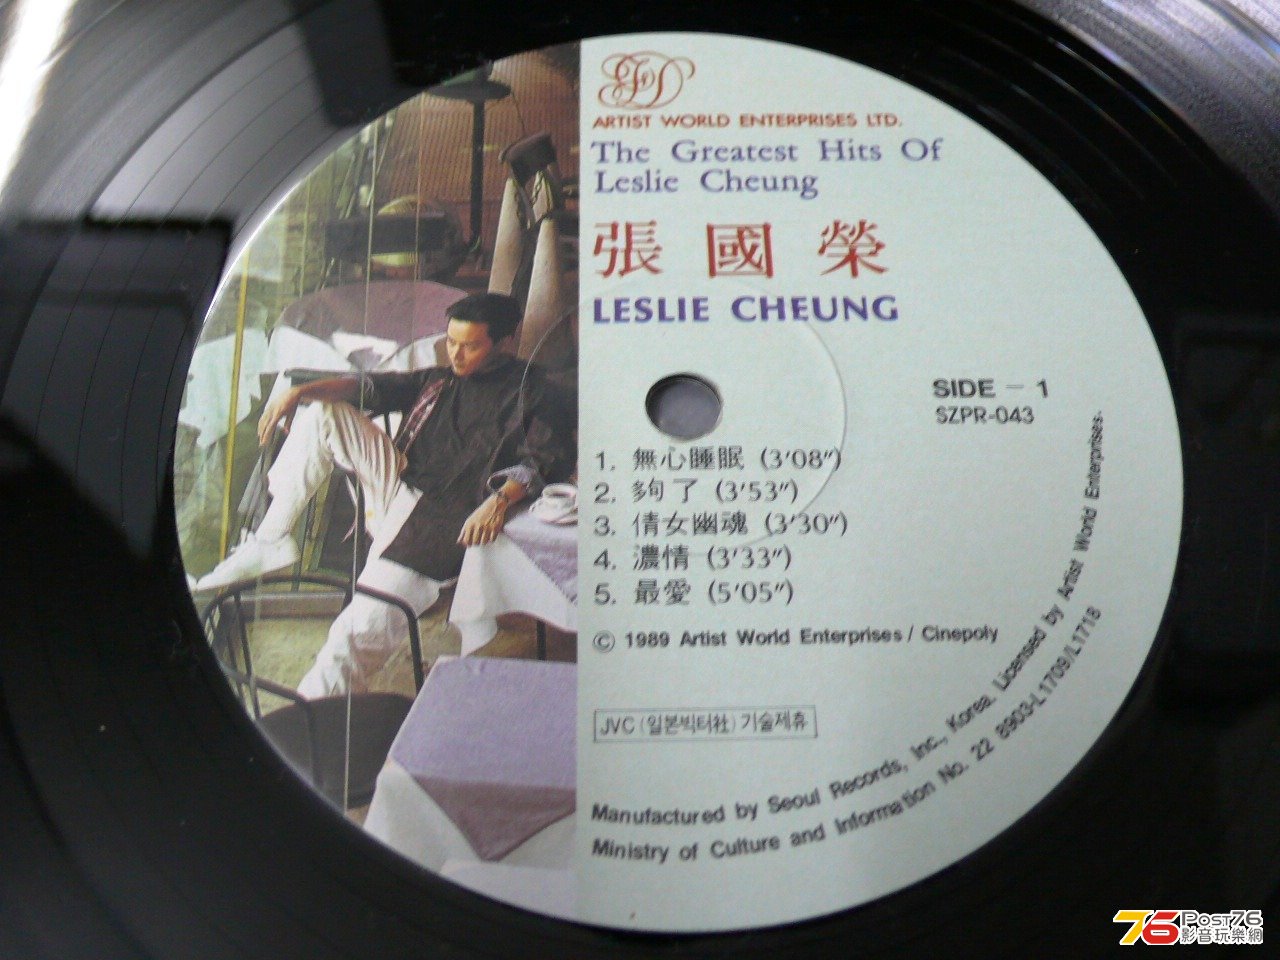 ARTIST WORLD ENTERPRISES LTD.
The Greatest Hits Of
Leslie Cheung
張國榮
LESLIE CHEUNG
SIDE - 1
SZPR-043
1. 無心睡眠 (3'08")
2. 夠了 (3'53")
3. 倩女幽魂 (3'30")
4. 濃情 (3'33")
5. 最愛 (5'05")
© 1989 Artist World Enterprises / Cinepoly
JVC (일본빅터社) 기술제휴
Manufactured by Seoul Records, Inc., Korea. Licensed by Artist World Enterprises.
Ministry of Culture and Information No. 22 8903-L1709/L1718
76 Post76
影音玩樂網